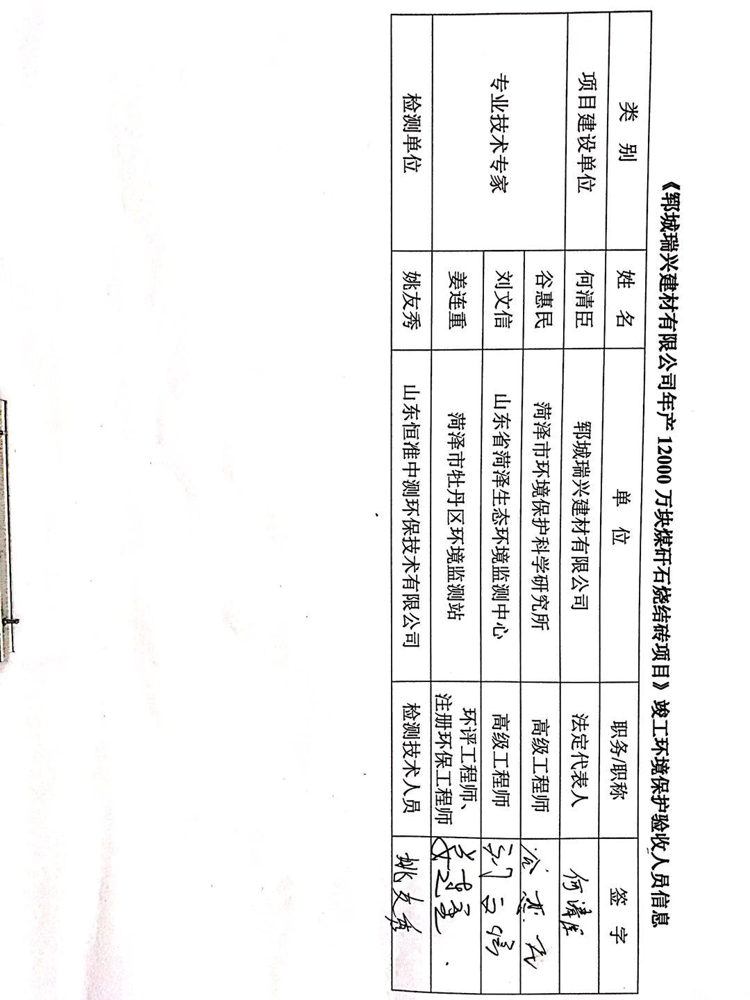 《郓城瑞兴建材有限公司年产 12000 万块煤矸石烧结砖项目》竣工环境保护验收人员信息
类 别 姓 名 单 位 职务/职称 签 字
项目建设单位 何清臣 郓城瑞兴建材有限公司 法定代表人 何清臣
专业技术专家 谷惠民 菏泽市环境保护科学研究所 高级工程师 谷惠民
刘文信 山东省菏泽生态环境监测中心 高级工程师 刘文信
姜连重 菏泽市牡丹区环境监测站 环评工程师、
注册环保工程师 姜连重
检测单位 姚友秀 山东恒准中测环保技术有限公司 检测技术人员 姚友秀